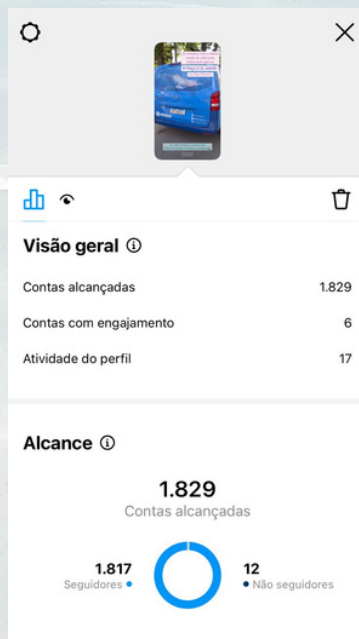 Visão geral
Contas alcançadas 1.829
Contas com engajamento 6
Atividade do perfil 17
Alcance
1.829
Contas alcançadas
1.817
Seguidores
12
Não seguidores